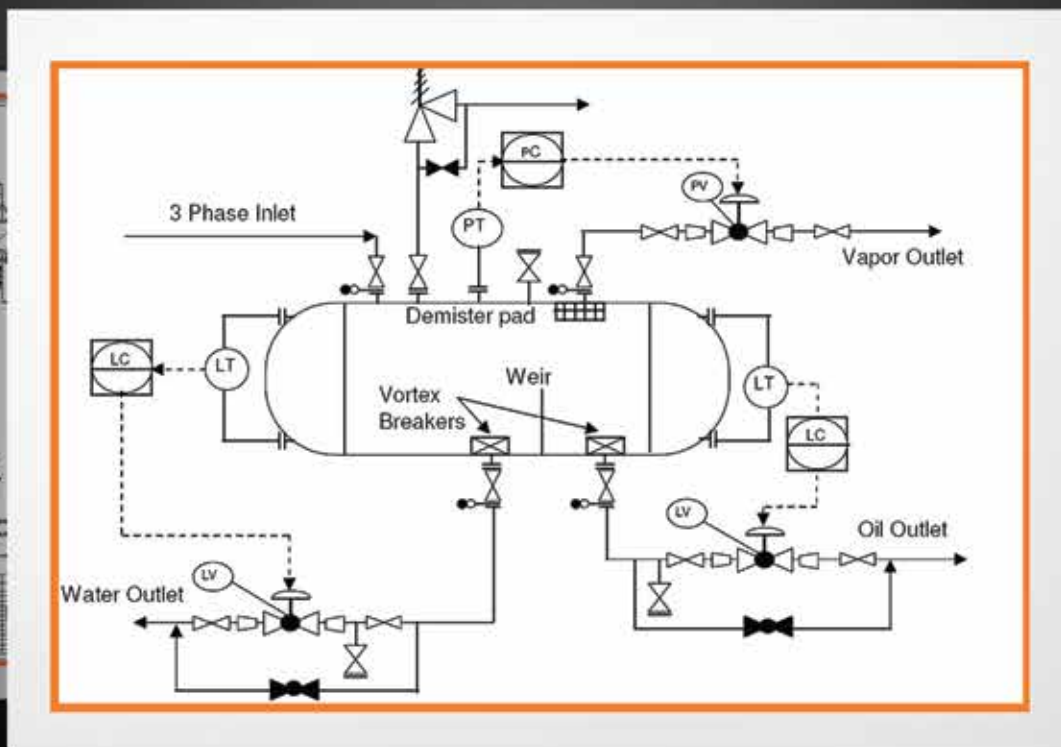 PC
PV
3 Phase Inlet
PT
Vapor Outlet
Demister pad
LC
LT
Weir
LT
Vortex
Breakers
LC
LV
Oil Outlet
LV
Water Outlet